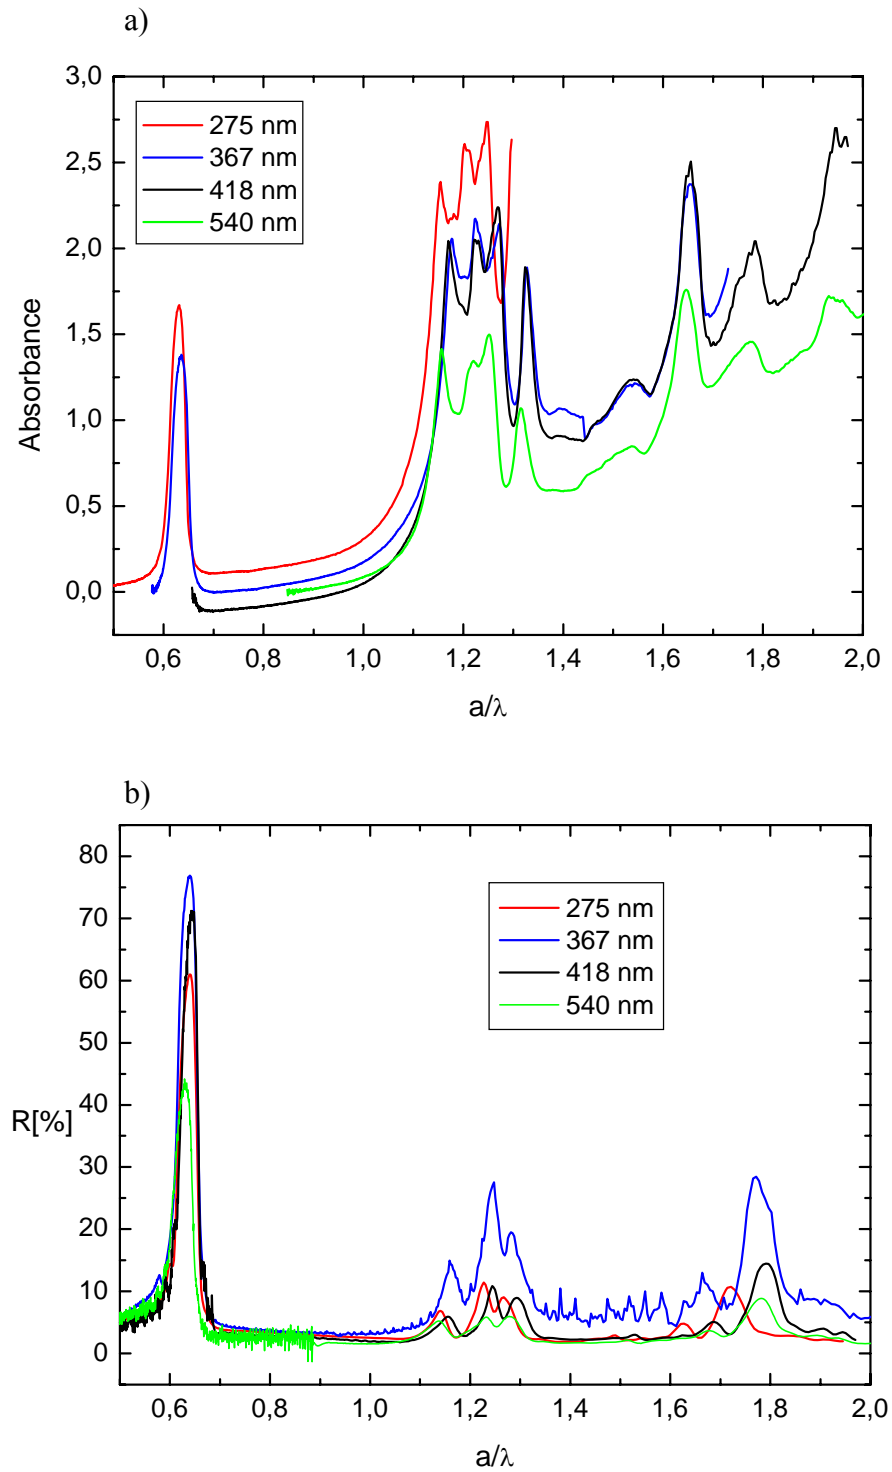 a)
3,0
275 nm
367 nm
418 nm
540 nm
2,5
2,0
1,5
1,0
0,5
0,0
Absorbance
0,6 0,8 1,0 1,2 1,4 1,6 1,8 2,0
a/λ
b)
80
70
60
50
40
30
20
10
0
275 nm
367 nm
418 nm
540 nm
R[%]
0,6 0,8 1,0 1,2 1,4 1,6 1,8 2,0
a/λ